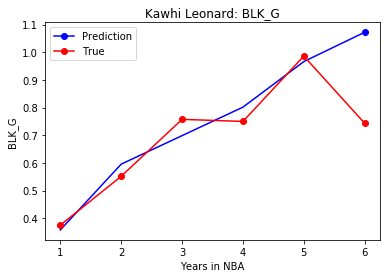 Kawhi Leonard: BLK_G
Prediction
True
BLK_G
1.1
1.0
0.9
0.8
0.7
0.6
0.5
0.4
1 2 3 4 5 6
Years in NBA